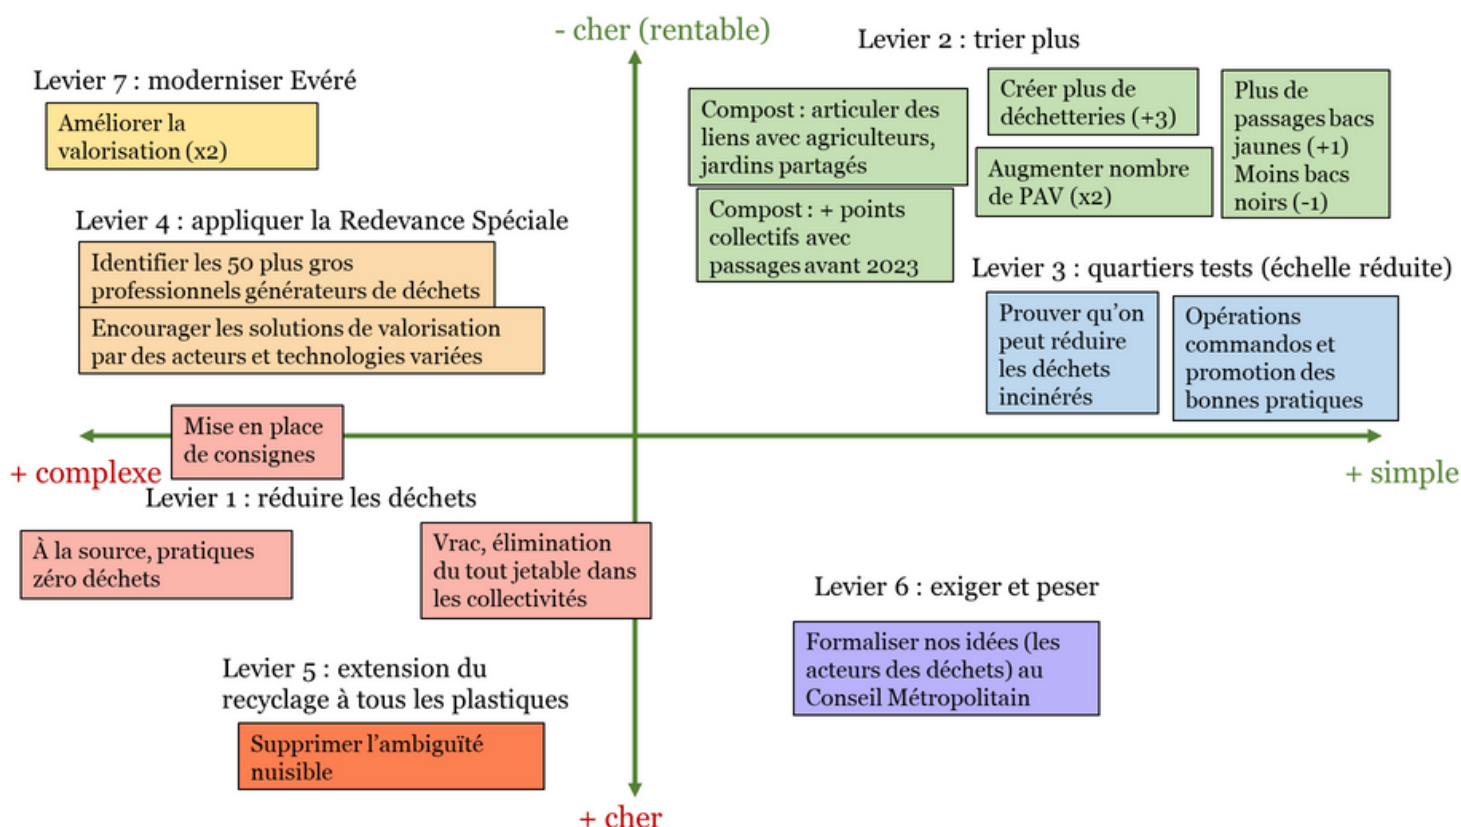 - cher (rentable)
Levier 2 : trier plus
Levier 7 : moderniser Evéré
Améliorer la
valorisation (x2)
Compost : articuler des
liens avec agriculteurs,
jardins partagés
Créer plus de
déchetteries (+3)
Plus de
passages bacs
jaunes (+1)
Moins bacs
noirs (-1)
Augmenter nombre
de PAV (x2)
Compost : + points
collectifs avec
passages avant 2023
Levier 4 : appliquer la Redevance Spéciale
Identifier les 50 plus gros
professionnels générateurs de déchets
Encourager les solutions de valorisation
par des acteurs et technologies variées
Levier 3 : quartiers tests (échelle réduite)
Prouver qu’on
peut réduire
les déchets
incinérés
Opérations
commandos et
promotion des
bonnes pratiques
Mise en place
de consignes
+ complexe
+ simple
Levier 1 : réduire les déchets
À la source, pratiques
zéro déchets
Vrac, élimination
du tout jetable dans
les collectivités
Levier 6 : exiger et peser
Formaliser nos idées (les
acteurs des déchets) au
Conseil Métropolitain
Levier 5 : extension du
recyclage à tous les plastiques
Supprimer l’ambiguïté
nuisible
+ cher